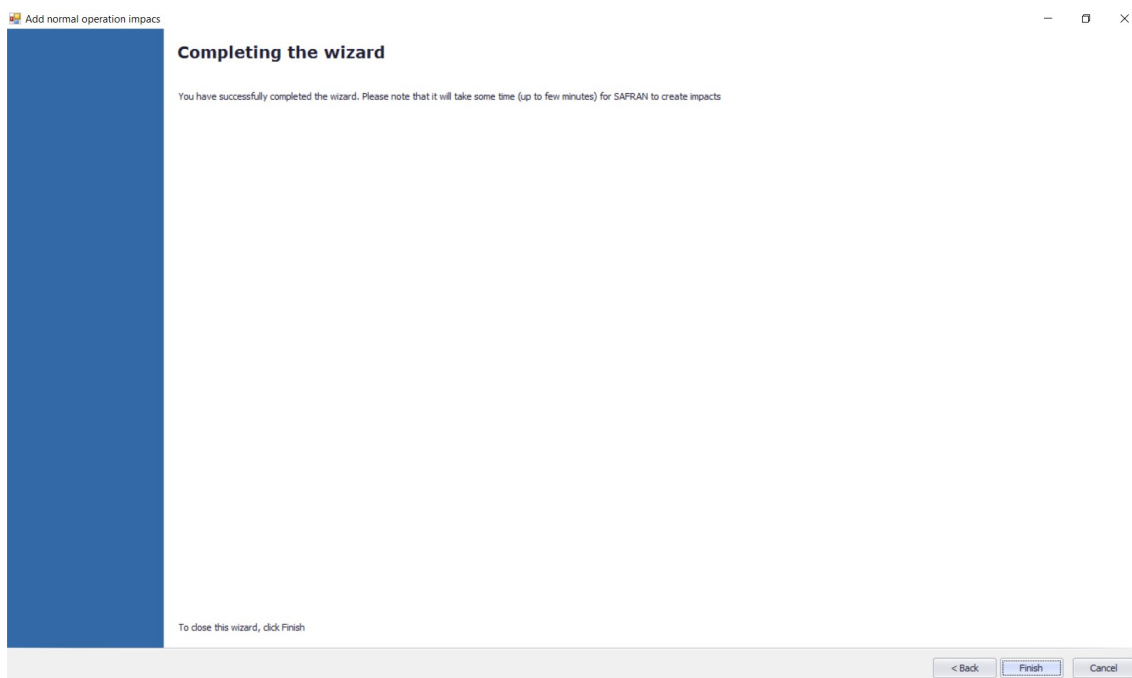 Add normal operation impacs
Completing the wizard
You have successfully completed the wizard. Please note that it will take some time (up to few minutes) for SAFRAN to create impacts
To close this wizard, click Finish
< Back
Finish
Cancel